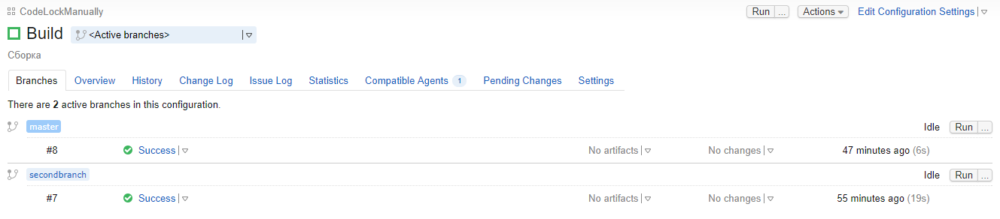 CodeLockManually Run ... Actions Edit Configuration Settings
Build <Active branches>
Сборка
Branches Overview History Change Log Issue Log Statistics Compatible Agents 1 Pending Changes Settings
There are 2 active branches in this configuration.
master Idle Run ...
#8 Success No artifacts No changes 47 minutes ago (6s)
secondbranch Idle Run ...
#7 Success No artifacts No changes 55 minutes ago (19s)